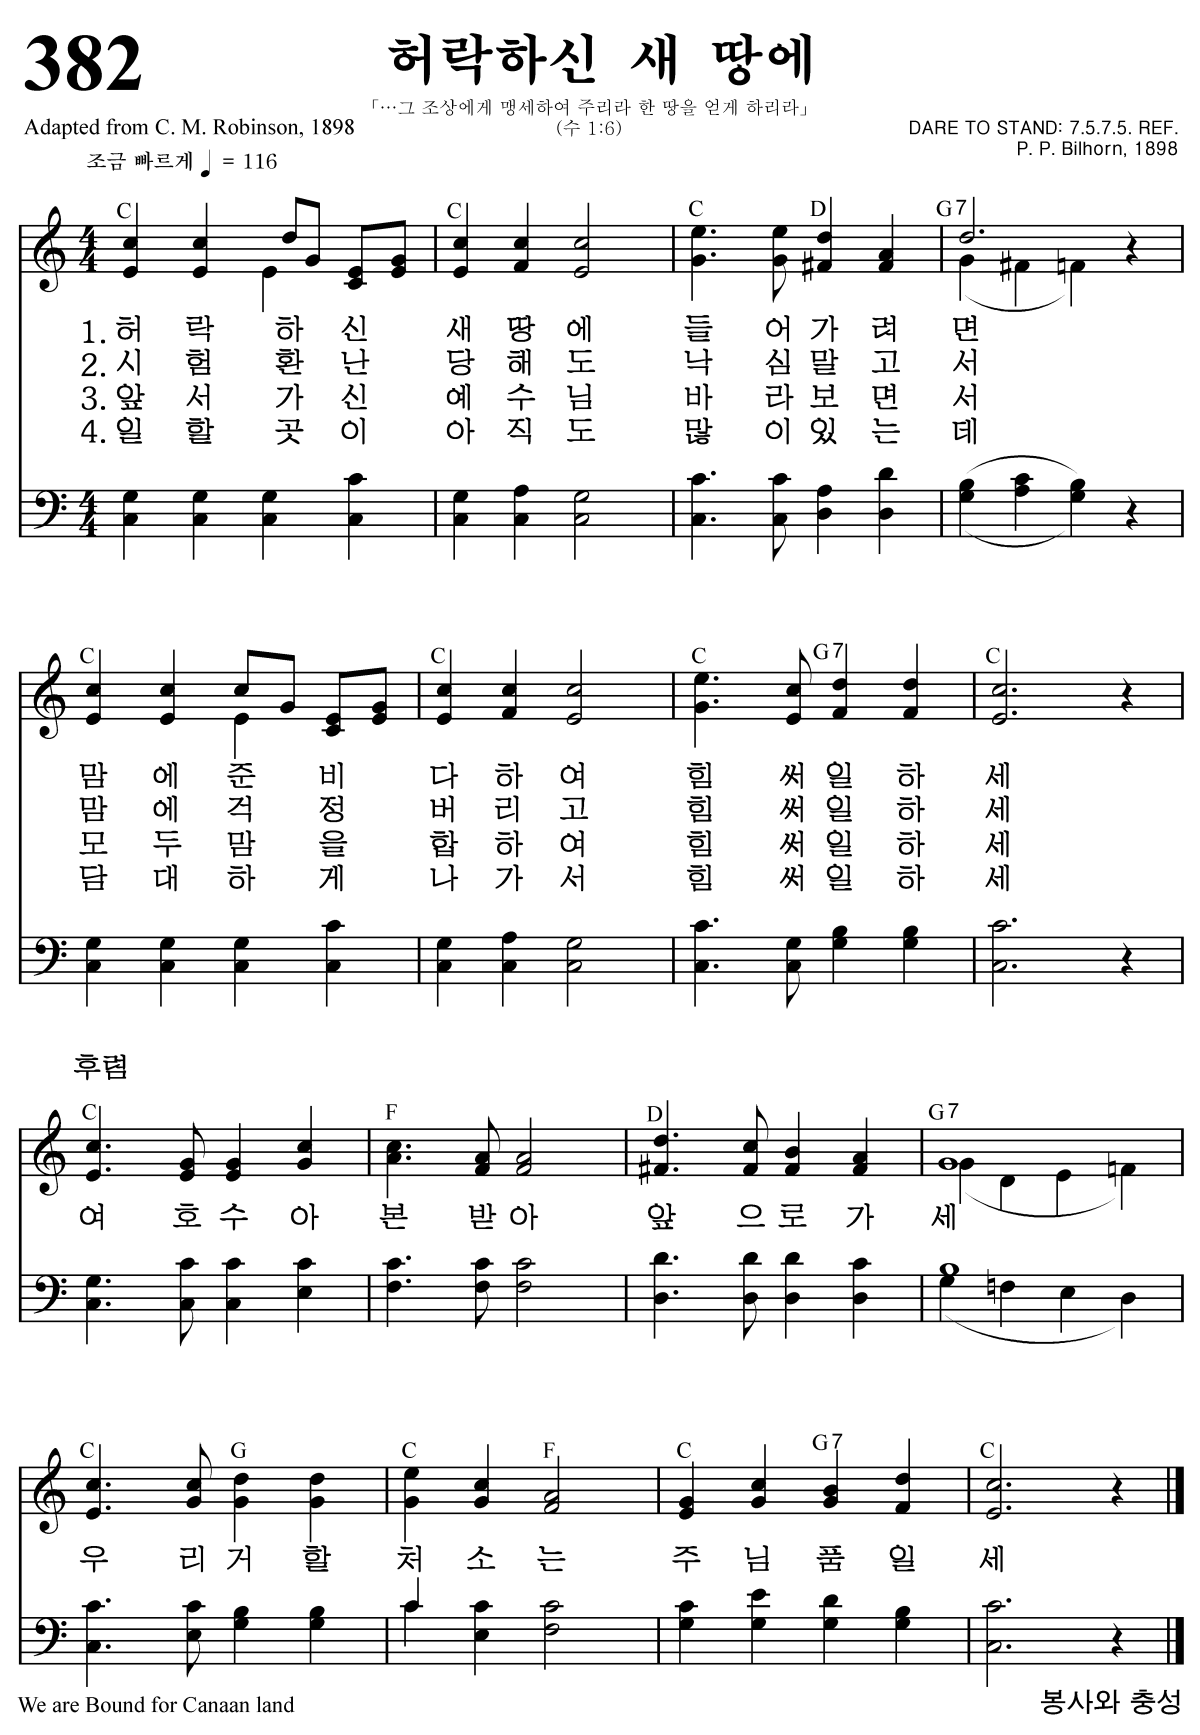 382
허락하신 새 땅에
「…그 조상에게 맹세하여 주리라 한 땅을 얻게 하리라」
(수 1:6)
Adapted from C. M. Robinson, 1898
DARE TO STAND: 7.5.7.5. REF.
P. P. Bilhorn, 1898
조금 빠르게 ♩ = 116
C C C D G7
1. 허 락 하 신 새 땅 에 들 어 가 려 면
2. 시 험 환 난 당 해 도 낙 심 말 고 서
3. 앞 서 가 신 예 수 님 바 라 보 면 서
4. 일 할 곳 이 아 직 도 많 이 있 는 데
C C C G7 C
맘 에 준 비 다 하 여 힘 써 일 하 세
맘 에 걱 정 버 리 고 힘 써 일 하 세
모 두 맘 을 합 하 여 힘 써 일 하 세
담 대 하 게 나 가 서 힘 써 일 하 세
후렴
C F D G7
여 호 수 아 본 받 아 앞 으 로 가 세
C G C F C G7 C
우 리 거 할 처 소 는 주 님 품 일 세
We are Bound for Canaan land
봉사와 충성